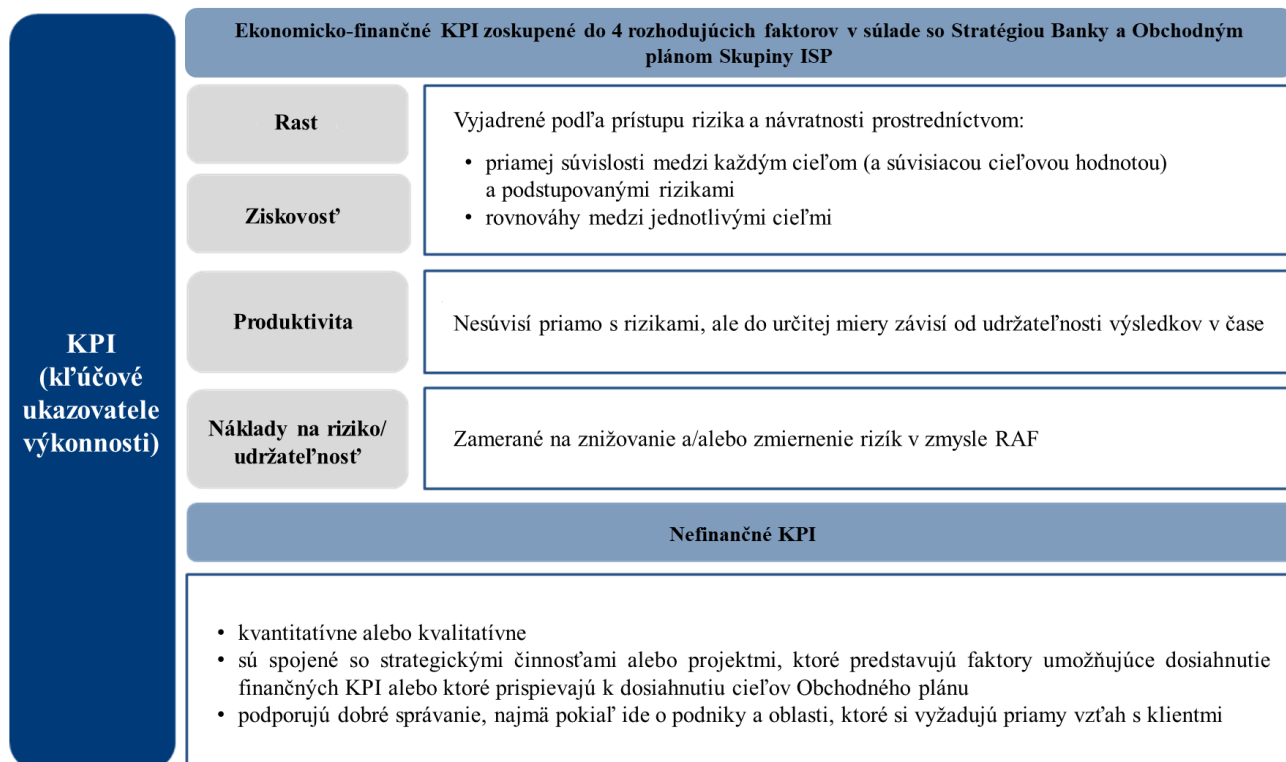 Ekonomicko-finančné KPI zoskupené do 4 rozhodujúcich faktorov v súlade so Stratégiou Banky a Obchodným
plánom Skupiny ISP
KPI
(kľúčové
ukazovatele
výkonnosti)
Rast
Ziskovosť
Vyjadrené podľa prístupu rizika a návratnosti prostredníctvom:
• priamej súvislosti medzi každým cieľom (a súvisiacou cieľovou hodnotou)
a podstupovanými rizikami
• rovnováhy medzi jednotlivými cieľmi
Produktivita
Nesúvisí priamo s rizikami, ale do určitej miery závisí od udržateľnosti výsledkov v čase
Náklady na riziko/
udržateľnosť
Zamerané na znižovanie a/alebo zmiernenie rizík v zmysle RAF
Nefinančné KPI
• kvantitatívne alebo kvalitatívne
• sú spojené so strategickými činnosťami alebo projektmi, ktoré predstavujú faktory umožňujúce dosiahnutie
finančných KPI alebo ktoré prispievajú k dosiahnutiu cieľov Obchodného plánu
• podporujú dobré správanie, najmä pokiaľ ide o podniky a oblasti, ktoré si vyžadujú priamy vzťah s klientmi